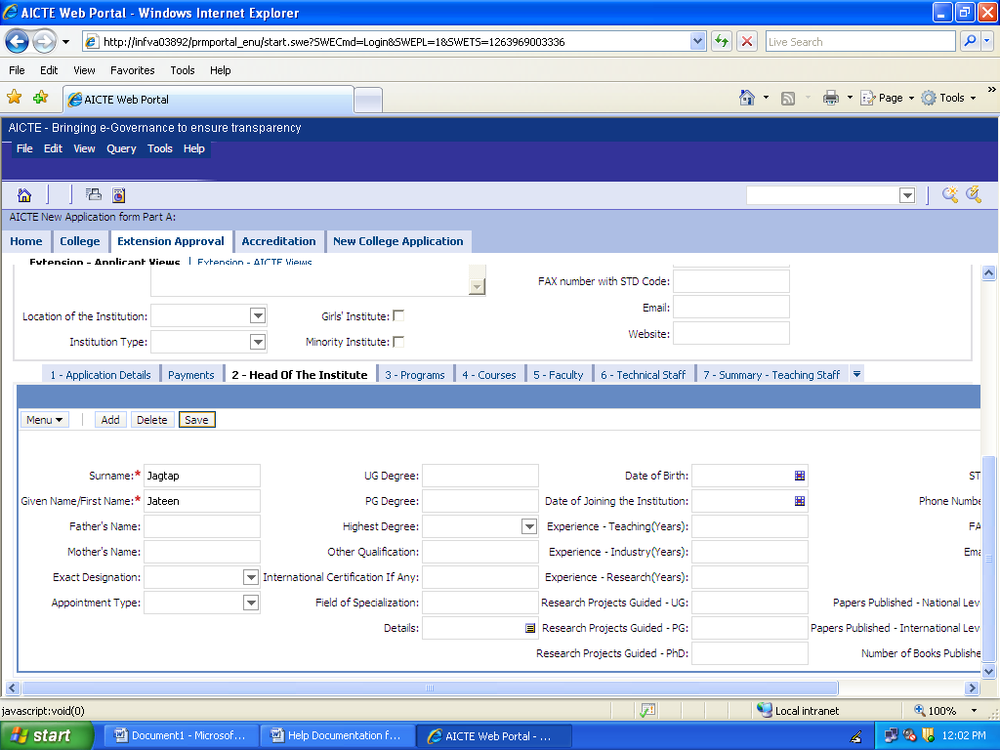 AICTE Web Portal - Windows Internet Explorer
http://infva03892/prmportal_enu/start.swe?SWECmd=Login&SWEPL=1&SWETS=1263969003336
Live Search
File Edit View Favorites Tools Help
AICTE Web Portal
Page Tools »
AICTE - Bringing e-Governance to ensure transparency
File Edit View Query Tools Help
AICTE New Application form Part A:
Home College Extension Approval Accreditation New College Application
Extension - Applicant Views | Extension - AICTE Views
FAX number with STD Code:
Email:
Location of the Institution: Girls' Institute:
Website:
Institution Type: Minority Institute:
1 - Application Details Payments 2 - Head Of The Institute 3 - Programs 4 - Courses 5 - Faculty 6 - Technical Staff 7 - Summary - Teaching Staff
Menu Add Delete Save
Surname:* Jagtap UG Degree: Date of Birth: ST
Given Name/First Name:* Jateen PG Degree: Date of Joining the Institution: Phone Numbe
Father's Name: Highest Degree: Experience - Teaching(Years): FA
Mother's Name: Other Qualification: Experience - Industry(Years): Ema
Exact Designation: International Certification If Any: Experience - Research(Years):
Appointment Type: Field of Specialization: Research Projects Guided - UG: Papers Published - National Lev
Details: Research Projects Guided - PG: Papers Published - International Lev
Research Projects Guided - PhD: Number of Books Publishe
javascript:void(0) Local intranet 100%
start Document1 - Microsof... Help Documentation f... AICTE Web Portal - ... 12:02 PM